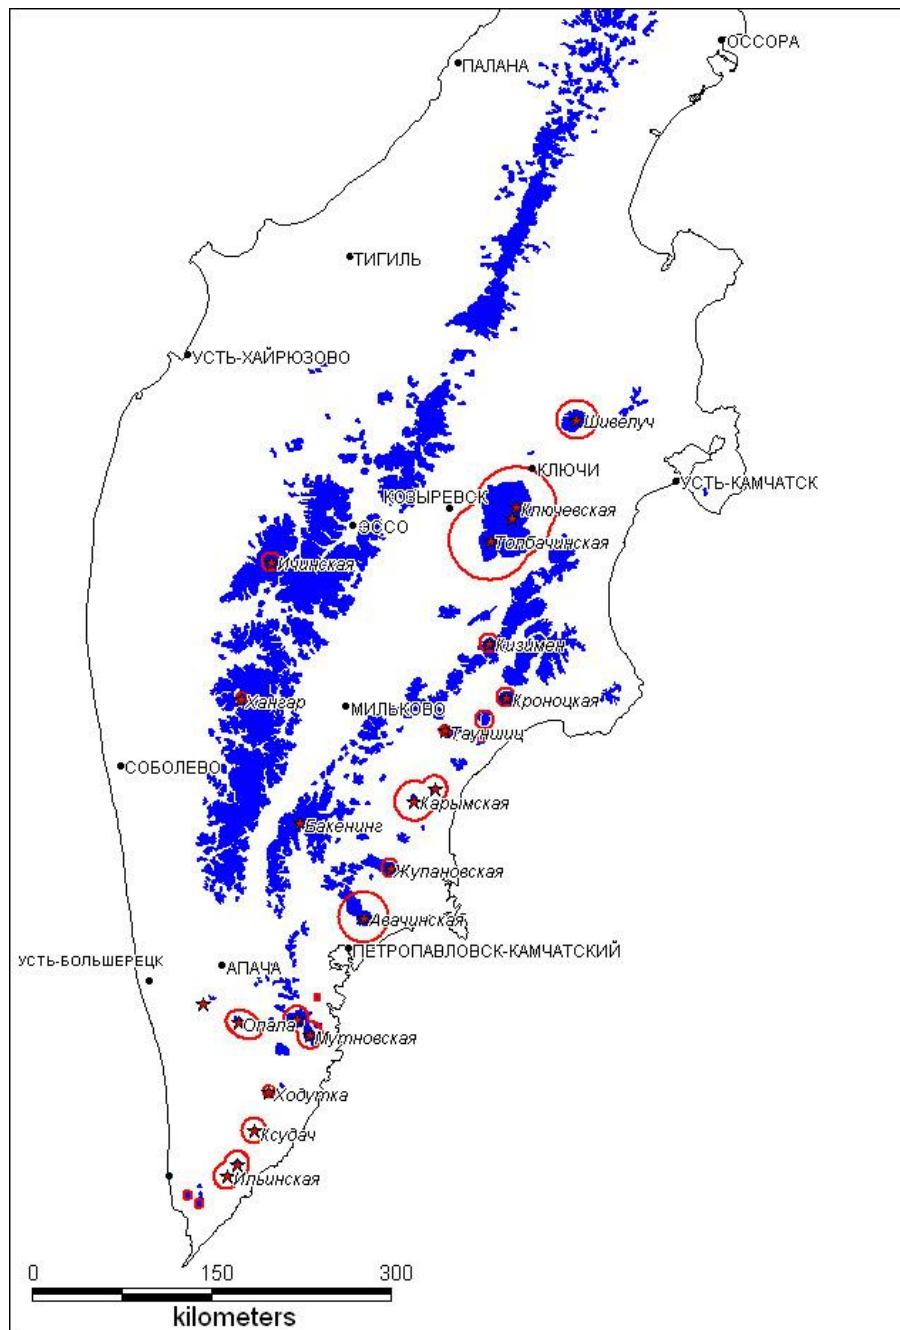 ОССОРА
ПАЛАНА
ТИГИЛЬ
УСТЬ-ХАЙРЮЗОВО
Шивелуч
КЛЮЧИ
УСТЬ-КАМЧАТСК
КОЗЫРЕВСК
Ключевская
ЭССО
Толбачинская
Ичинская
Кизимен
Хангар
Кроноцкая
МИЛЬКОВО
Тауншиц
СОБОЛЕВО
Карымская
Бакенинг
Жупановская
Авачинская
ПЕТРОПАВЛОВСК-КАМЧАТСКИЙ
УСТЬ-БОЛЬШЕРЕЦК
АПАЧА
Опала
Мутновская
Ходутка
Ксудач
Ильинская
0 150 300
kilometers